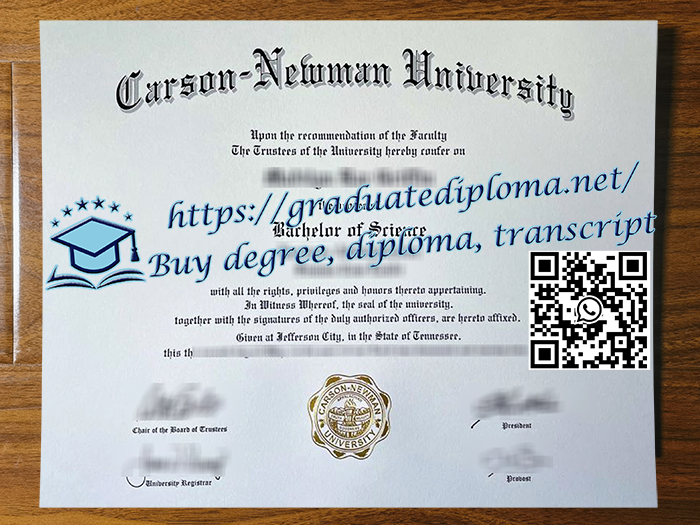 Carson-Newman University
Upon the recommendation of the Faculty
The Trustees of the University hereby confer on
https://graduatediploma.net/
Bachelor of Science
Buy degree, diploma, transcript
with all the rights, privileges and honors thereto appertaining.
In Witness Whereof, the seal of the university.
together with the signatures of the duly authorized officers, are hereto affixed.
Given at Jefferson City, in the State of Tennessee.
this th
CARSON-NEWMAN
UNIVERSITY
Chair of the Board of Trustees
President
University Registrar
Provost